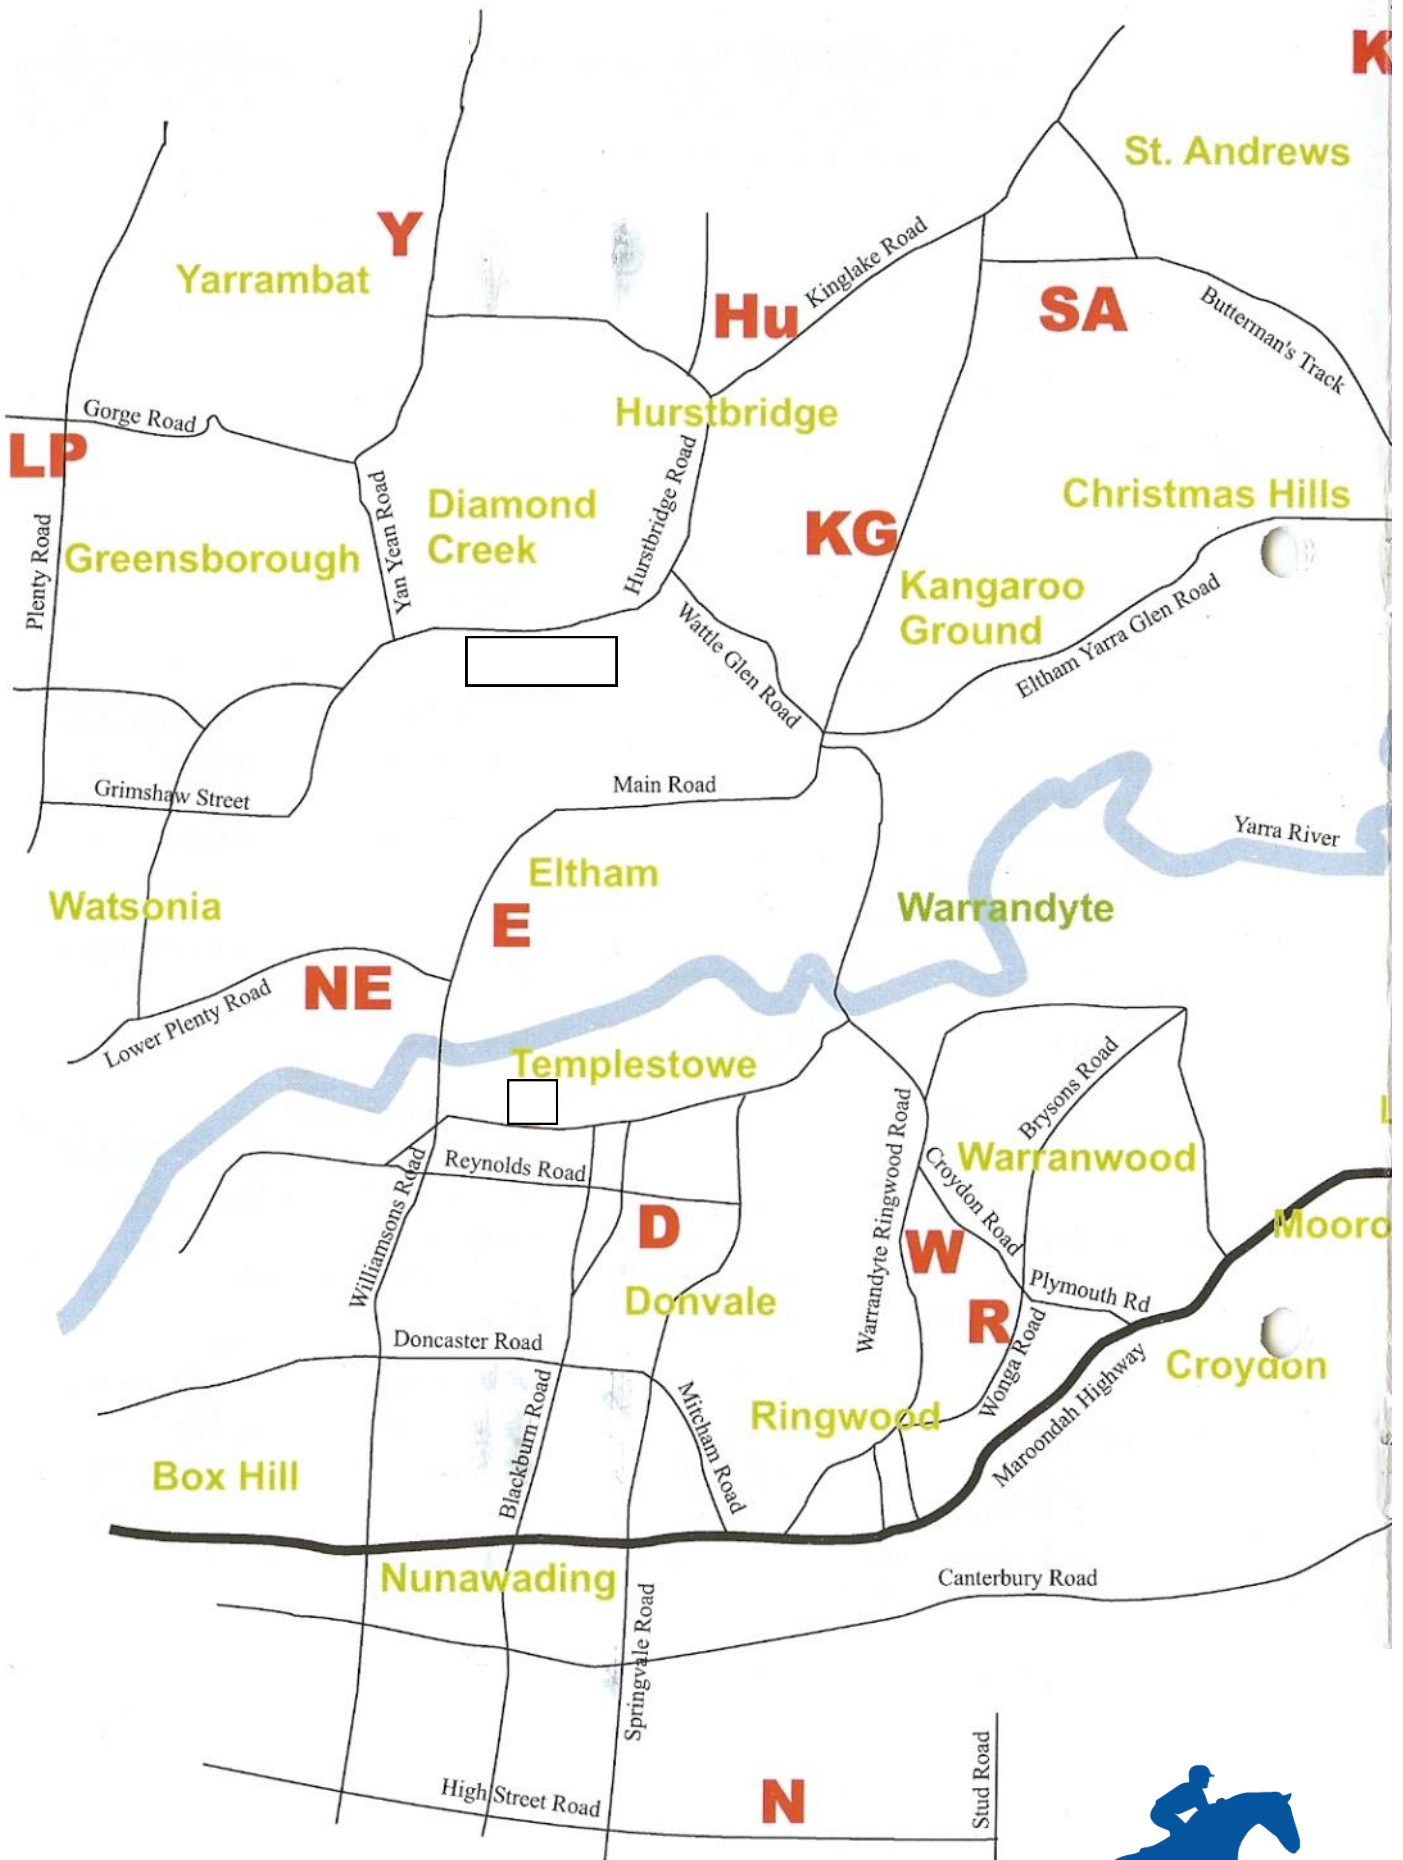 K
St. Andrews
Y
Yarrambat
Kinglake Road
Hu
SA
Butterman's Track
Gorge Road
Hurstbridge
LP
Yan Yean Road
Diamond
Creek
Hurstbridge Road
KG
Christmas Hills
Plenty Road
Greensborough
Kangaroo
Ground
Wattle Glen Road
Eltham Yarra Glen Road
Grimshaw Street
Main Road
Yarra River
Eltham
Watsonia
E
Warrandyte
NE
Lower Plenty Road
Templestowe
Brysons Road
Warrandyte Ringwood Road
Reynolds Road
Croydon Road
Warranwood
Williamsons Road
D
W
Mooro
Donvale
Plymouth Rd
R
Doncaster Road
Wonga Road
Maroondah Highway
Croydon
Blackburn Road
Mitcham Road
Ringwood
Box Hill
Nunawading
Canterbury Road
Springvale Road
High Street Road
N
Stud Road